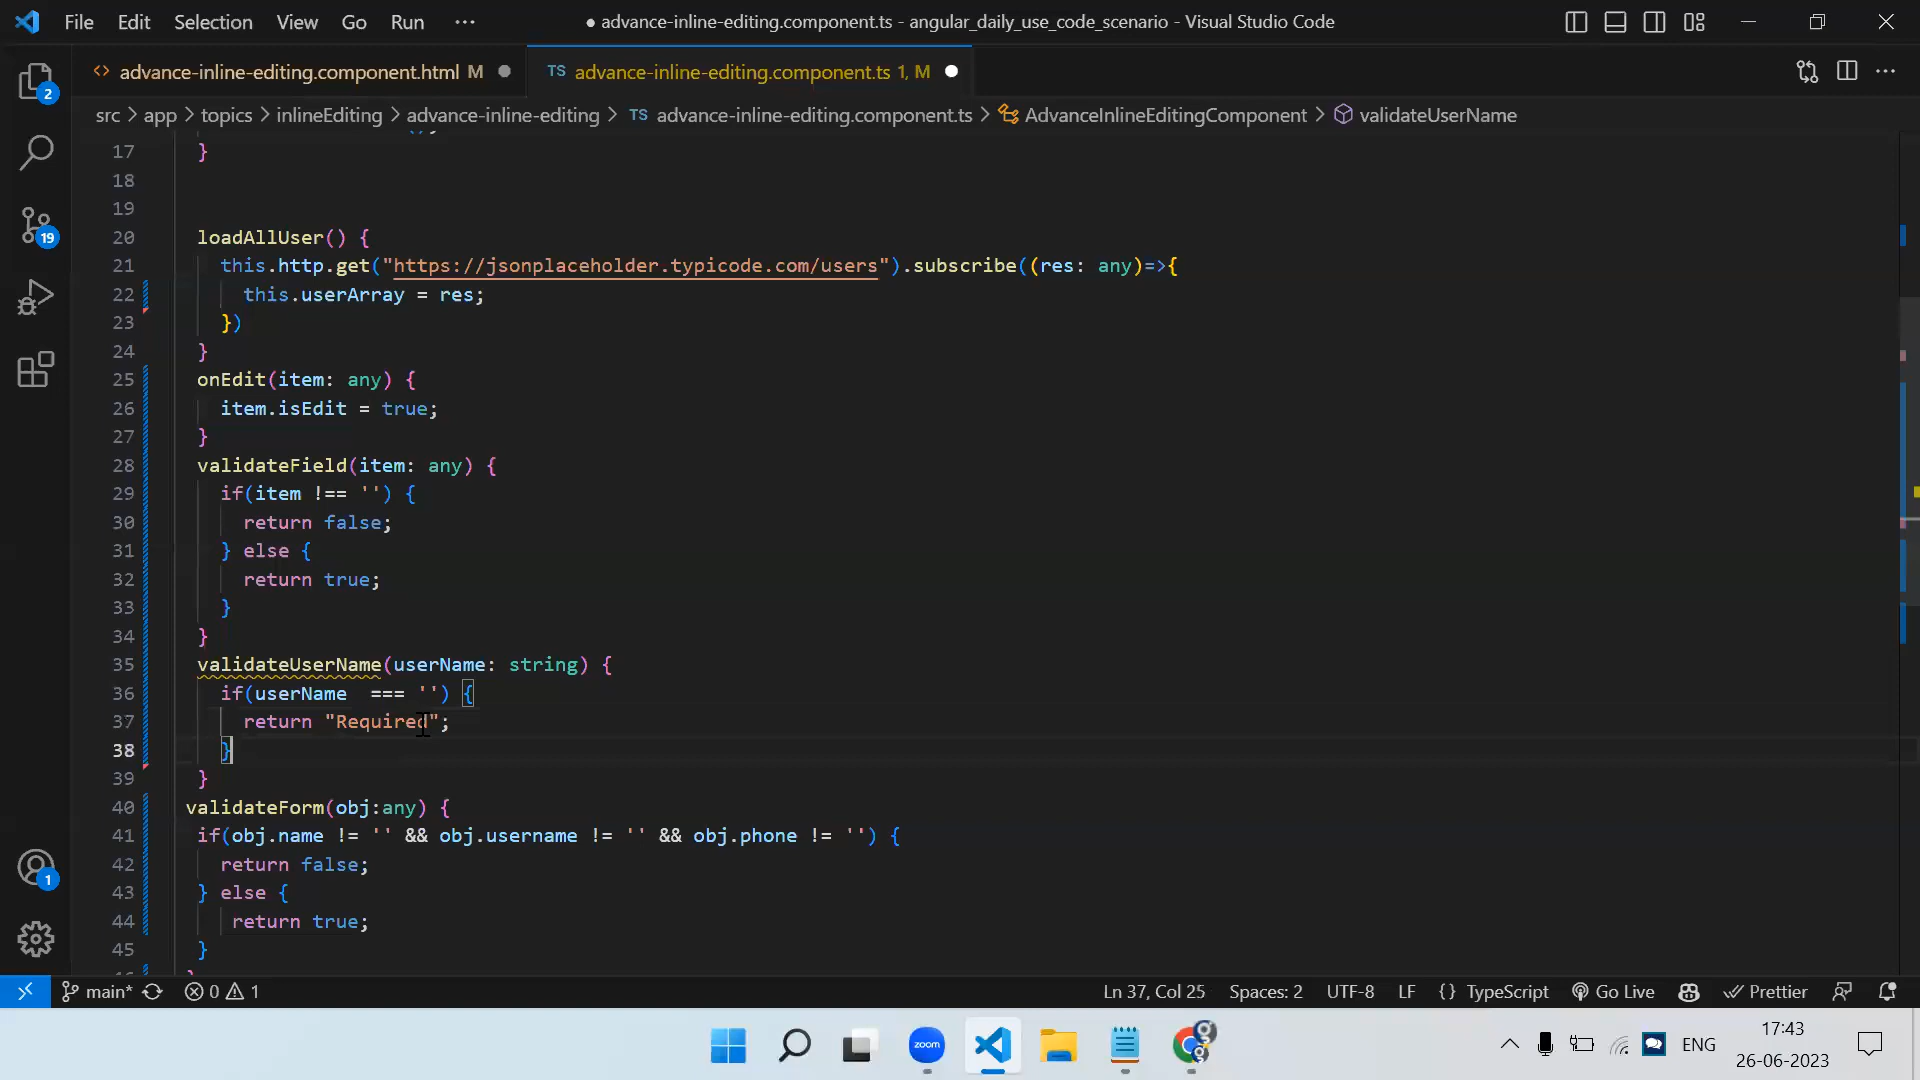 File Edit Selection View Go Run ··· ● advance-inline-editing.component.ts - angular_daily_use_code_scenario - Visual Studio Code
<> advance-inline-editing.component.html M ● TS advance-inline-editing.component.ts 1, M ●
src > app > topics > inlineEditing > advance-inline-editing > TS advance-inline-editing.component.ts > AdvanceInlineEditingComponent > validateUserName
2
19
1
17 }
18
19
20 loadAllUser() {
21 this.http.get("https://jsonplaceholder.typicode.com/users").subscribe((res: any)=>{
22 this.userArray = res;
23 })
24 }
25 onEdit(item: any) {
26 item.isEdit = true;
27 }
28 validateField(item: any) {
29 if(item !== '') {
30 return false;
31 } else {
32 return true;
33 }
34 }
35 validateUserName(userName: string) {
36 if(userName  === '') {
37 return "Required";
38 }
39 }
40 validateForm(obj:any) {
41 if(obj.name != '' && obj.username != '' && obj.phone != '') {
42 return false;
43 } else {
44 return true;
45 }
main* 0 1 Ln 37, Col 25 Spaces: 2 UTF-8 LF {} TypeScript Go Live Prettier
zoom ENG 17:43
26-06-2023